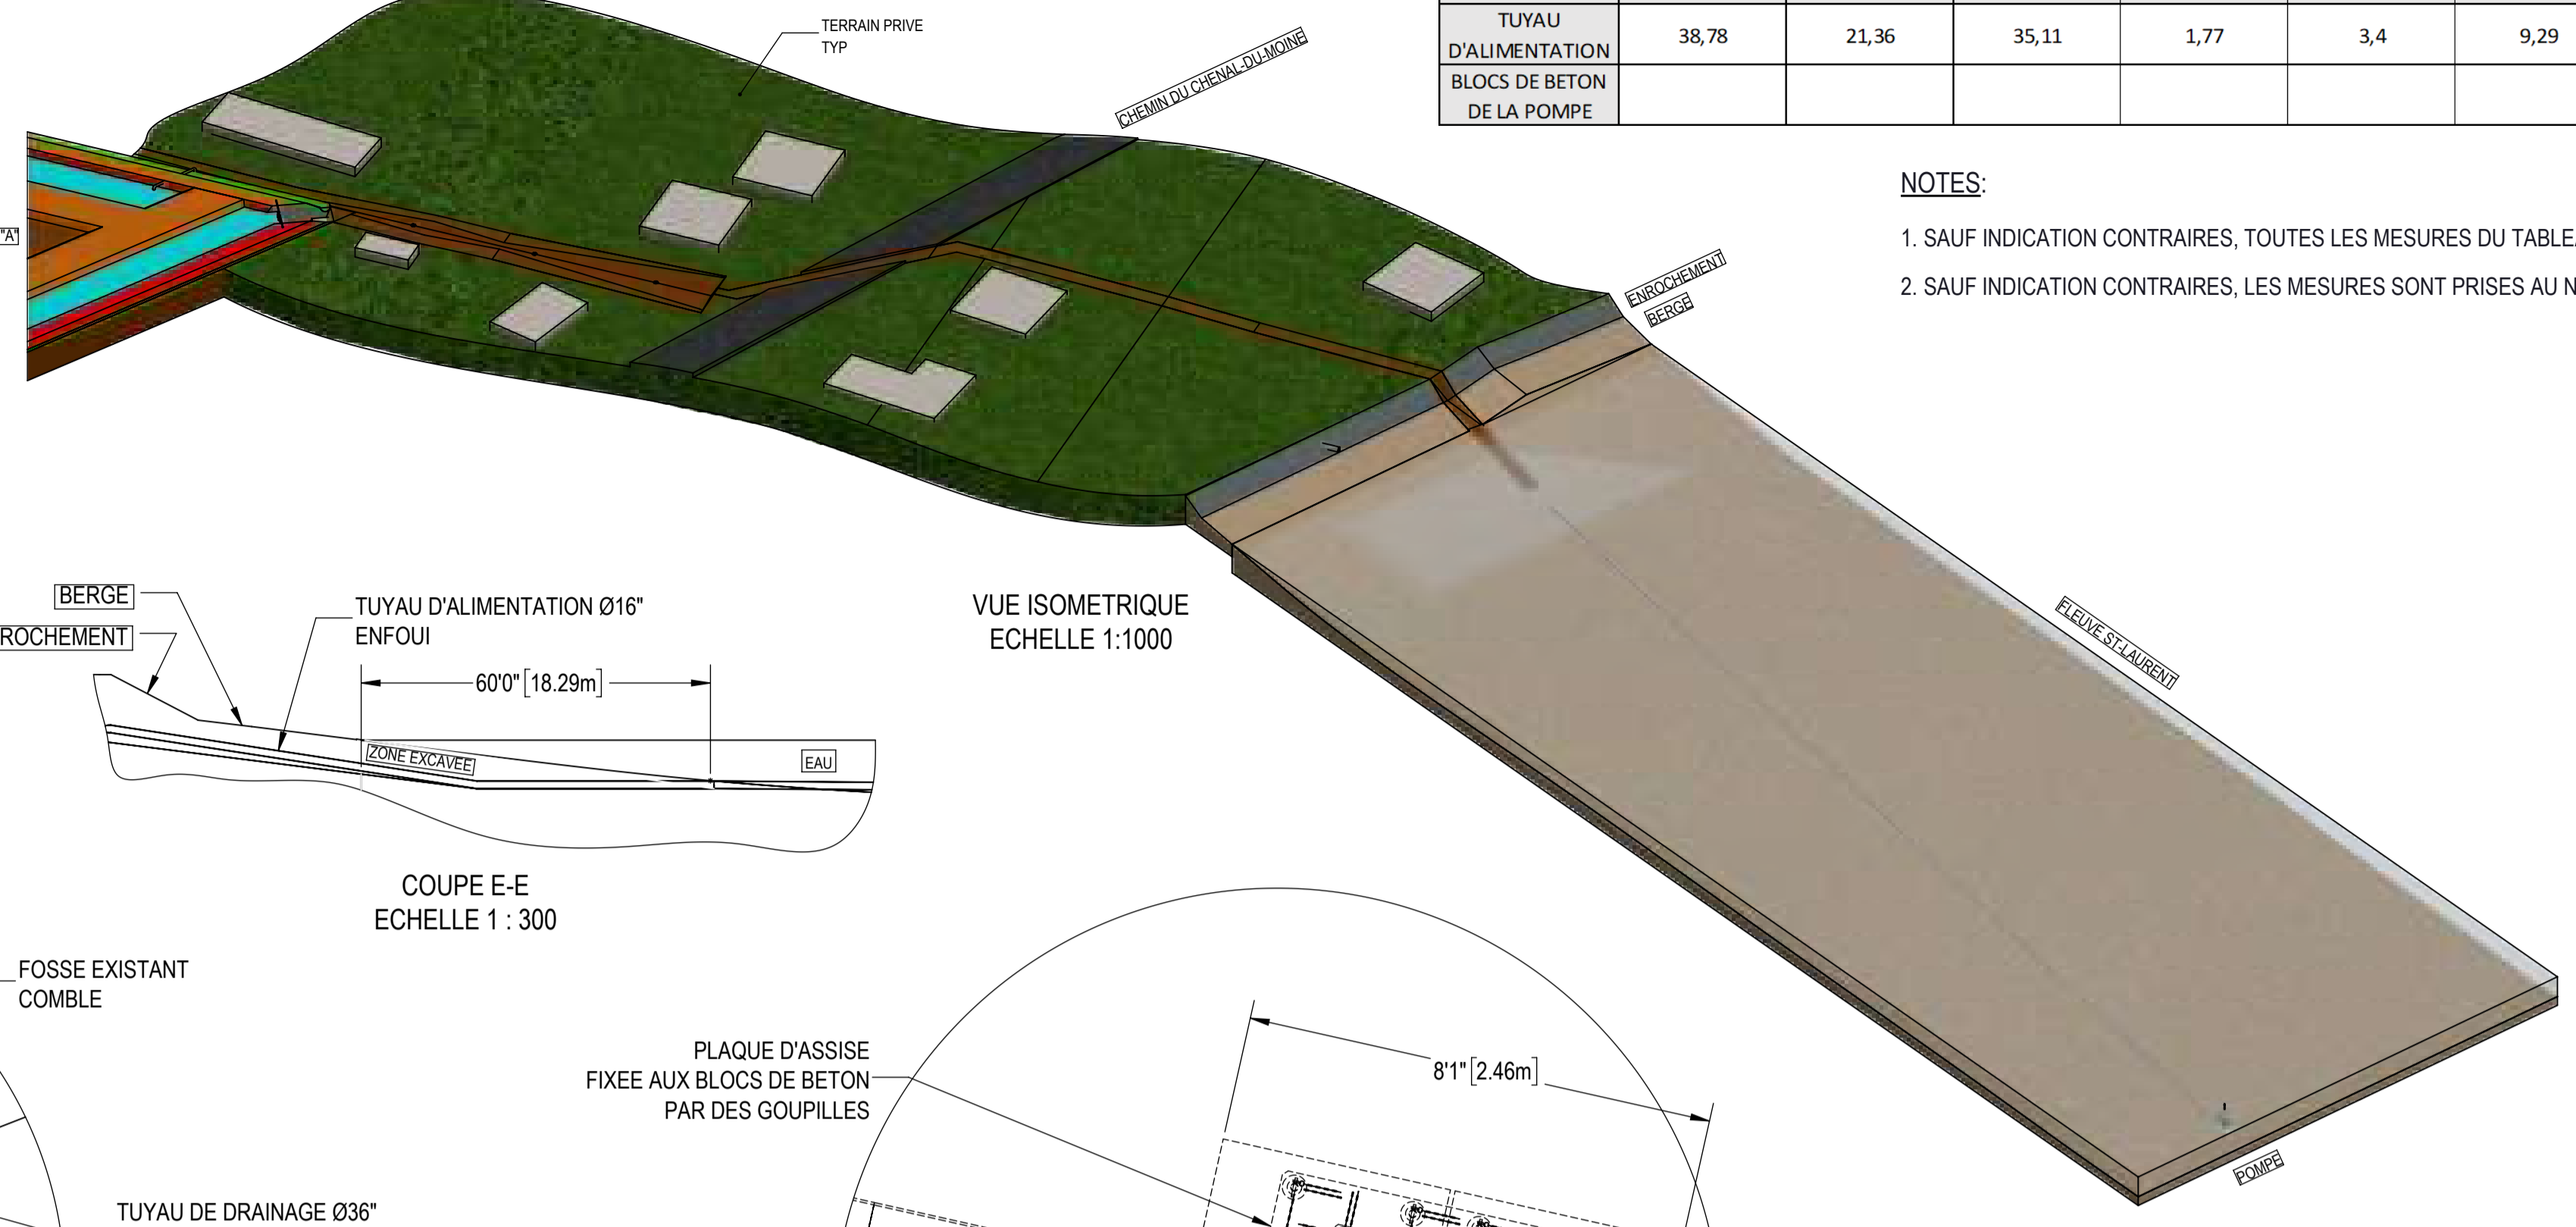 TUYAU
D'ALIMENTATION
38,78
21,36
35,11
1,77
3,4
9,29
BLOCS DE BETON
DE LA POMPE
TERRAIN PRIVE
TYP
CHEMIN DU CHENAL-DU-MOINE
NOTES:
1. SAUF INDICATION CONTRAIRES, TOUTES LES MESURES DU TABLEA
2. SAUF INDICATION CONTRAIRES, LES MESURES SONT PRISES AU N
"A"
ENROCHEMENT
BERGE
FLEUVE ST-LAURENT
POMPE
VUE ISOMETRIQUE
ECHELLE 1:1000
BERGE
ROCHEMENT
TUYAU D'ALIMENTATION Ø16"
ENFOUI
60'0" [18.29m]
ZONE EXCAVEE
EAU
COUPE E-E
ECHELLE 1 : 300
FOSSE EXISTANT
COMBLE
PLAQUE D'ASSISE
FIXEE AUX BLOCS DE BETON
PAR DES GOUPILLES
8'1" [2.46m]
TUYAU DE DRAINAGE Ø36"